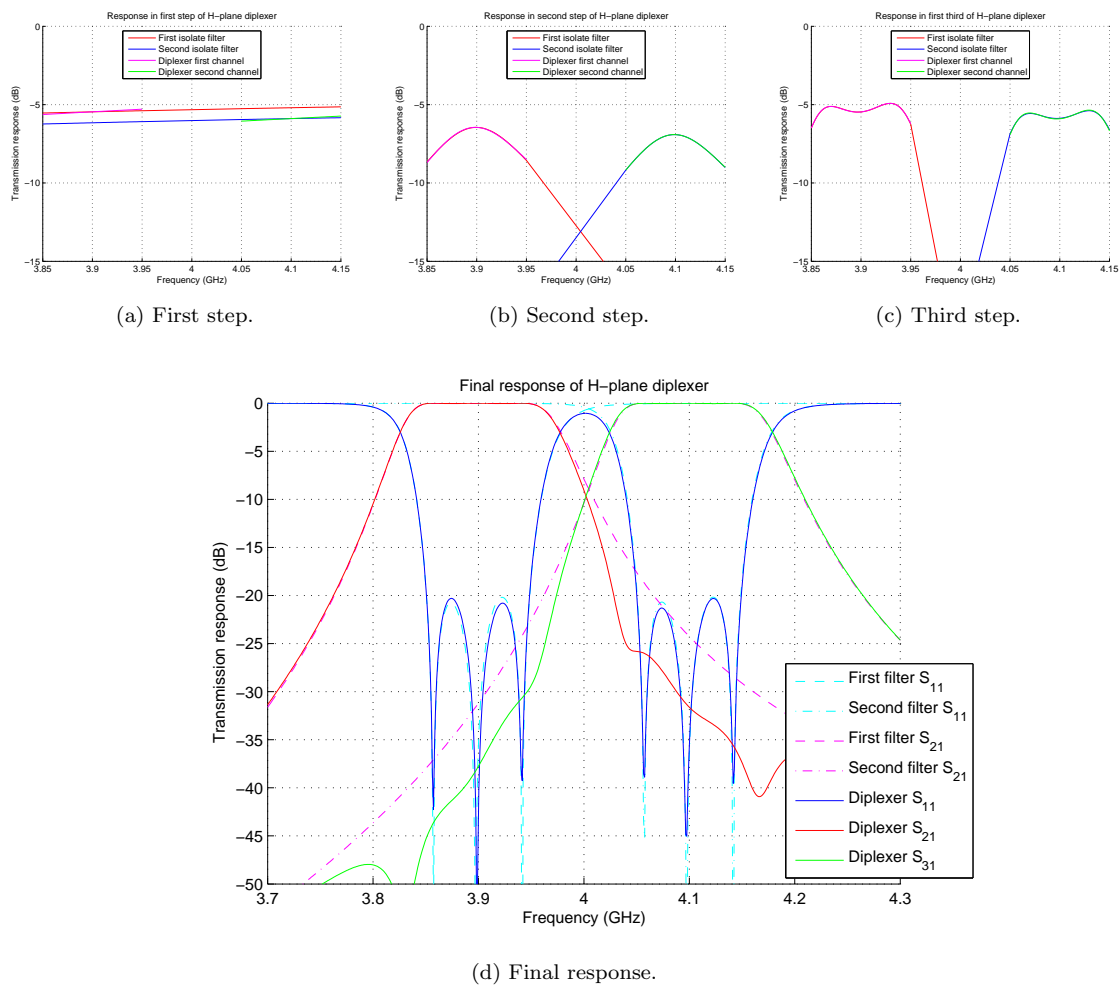 Response in first step of H-plane diplexer
0
−5
−10
−15
3.85 3.9 3.95 4 4.05 4.1 4.15
Transmission response (dB)
Frequency (GHz)
First isolate filter
Second isolate filter
Diplexer first channel
Diplexer second channel
(a) First step.
Response in second step of H-plane diplexer
0
−5
−10
−15
3.85 3.9 3.95 4 4.05 4.1 4.15
Transmission response (dB)
Frequency (GHz)
First isolate filter
Second isolate filter
Diplexer first channel
Diplexer second channel
(b) Second step.
Response in first third of H-plane diplexer
0
−5
−10
−15
3.85 3.9 3.95 4 4.05 4.1 4.15
Transmission response (dB)
Frequency (GHz)
First isolate filter
Second isolate filter
Diplexer first channel
Diplexer second channel
(c) Third step.
Final response of H−plane diplexer
0
−5
−10
−15
−20
−25
−30
−35
−40
−45
−50
3.7 3.8 3.9 4 4.1 4.2 4.3
Transmission response (dB)
Frequency (GHz)
First filter S11
Second filter S11
First filter S21
Second filter S21
Diplexer S11
Diplexer S21
Diplexer S31
(d) Final response.